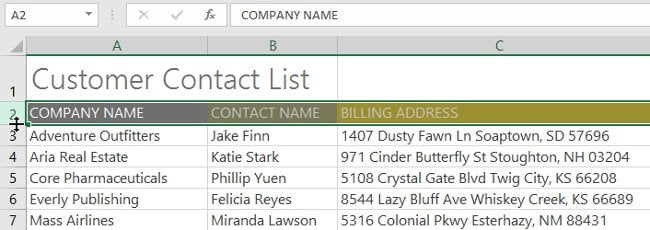 A2 fx COMPANY NAME
A B C
1 Customer Contact List
2 COMPANY NAME CONTACT NAME BILLING ADDRESS
3 Adventure Outfitters Jake Finn 1407 Dusty Fawn Ln Soaptown, SD 57696
4 Aria Real Estate Katie Stark 971 Cinder Butterfly St Stoughton, NH 03204
5 Core Pharmaceuticals Phillip Yuen 5108 Crystal Gate Blvd Twig City, KS 66208
6 Everly Publishing Felicia Reyes 8544 Lazy Bluff Ave Whiskey Creek, KS 66689
7 Mass Airlines Miranda Lawson 5316 Colonial Pkwy Esterhazy, NM 88431